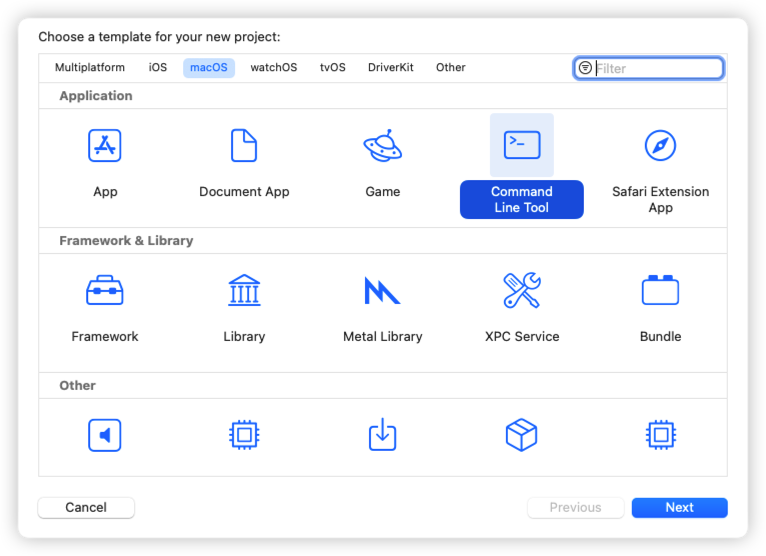 Choose a template for your new project:
Multiplatform iOS macOS watchOS tvOS DriverKit Other Filter
Application
App Document App Game Command Line Tool Safari Extension App
Framework & Library
Framework Library Metal Library XPC Service Bundle
Other
Cancel Previous Next